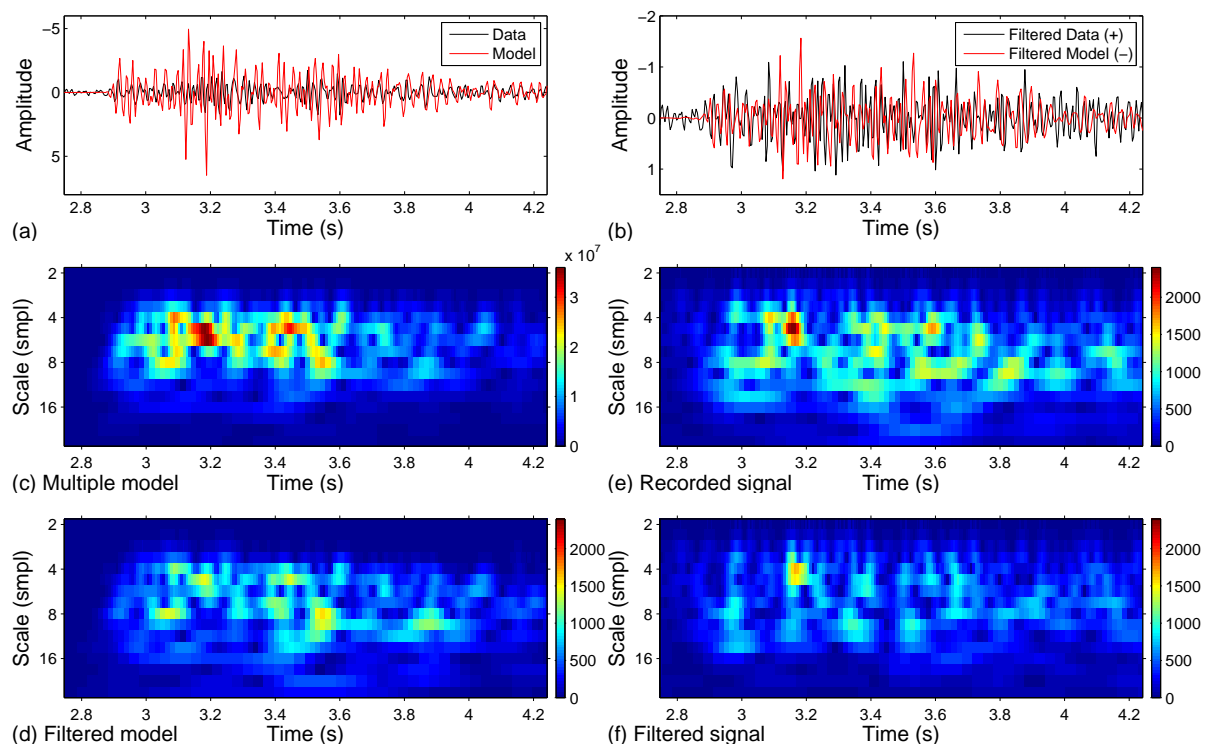 −5
0
5
Amplitude
Data
Model
2.8 3 3.2 3.4 3.6 3.8 4 4.2
(a) Time (s)
−2
−1
0
1
Amplitude
Filtered Data (+)
Filtered Model (−)
2.8 3 3.2 3.4 3.6 3.8 4 4.2
(b) Time (s)
x 10^7
2
4
8
16
Scale (smpl)
3
2
1
0
2.8 3 3.2 3.4 3.6 3.8 4 4.2
(c) Multiple model Time (s)
2
4
8
16
Scale (smpl)
2000
1500
1000
500
0
2.8 3 3.2 3.4 3.6 3.8 4 4.2
(e) Recorded signal Time (s)
2
4
8
16
Scale (smpl)
2000
1500
1000
500
0
2.8 3 3.2 3.4 3.6 3.8 4 4.2
(d) Filtered model Time (s)
2
4
8
16
Scale (smpl)
2000
1500
1000
500
0
2.8 3 3.2 3.4 3.6 3.8 4 4.2
(f) Filtered signal Time (s)